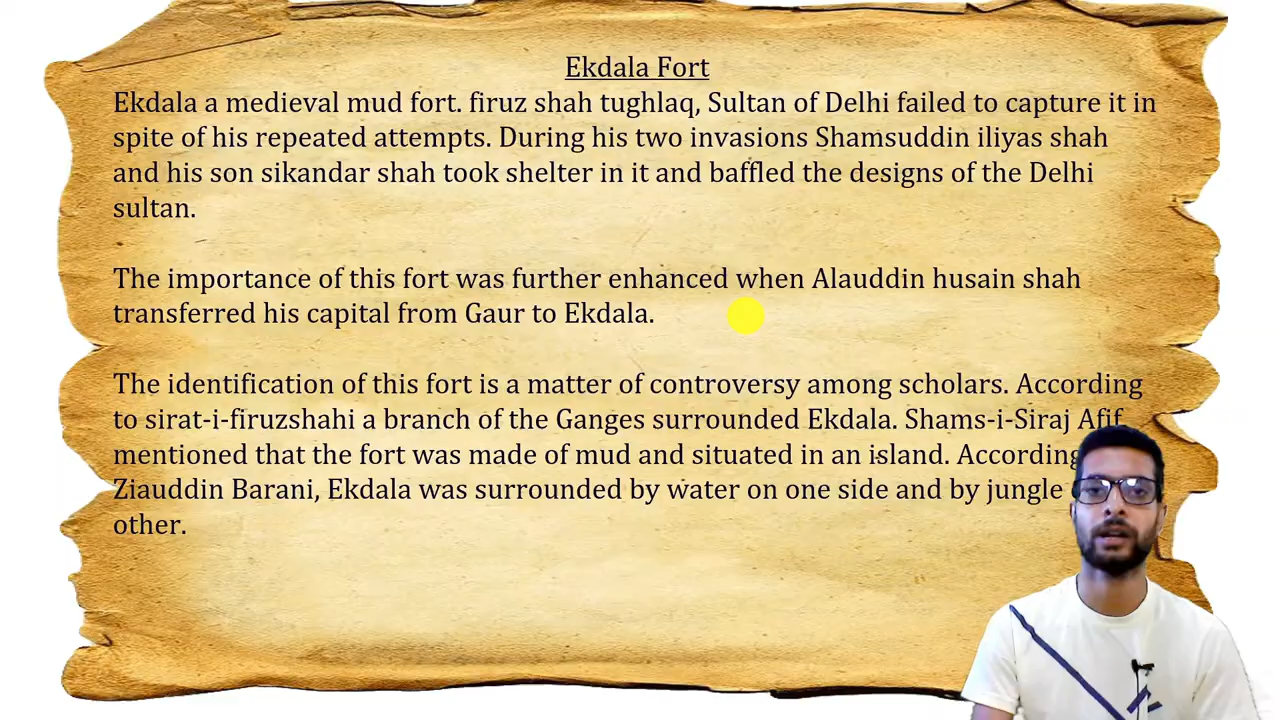 Ekdala Fort
Ekdala a medieval mud fort. firuz shah tughlaq, Sultan of Delhi failed to capture it in
spite of his repeated attempts. During his two invasions Shamsuddin iliyas shah
and his son sikandar shah took shelter in it and baffled the designs of the Delhi
sultan.
The importance of this fort was further enhanced when Alauddin husain shah
transferred his capital from Gaur to Ekdala.
The identification of this fort is a matter of controversy among scholars. According
to sirat-i-firuzshahi a branch of the Ganges surrounded Ekdala. Shams-i-Siraj Afif
mentioned that the fort was made of mud and situated in an island. According
Ziauddin Barani, Ekdala was surrounded by water on one side and by jungle
other.